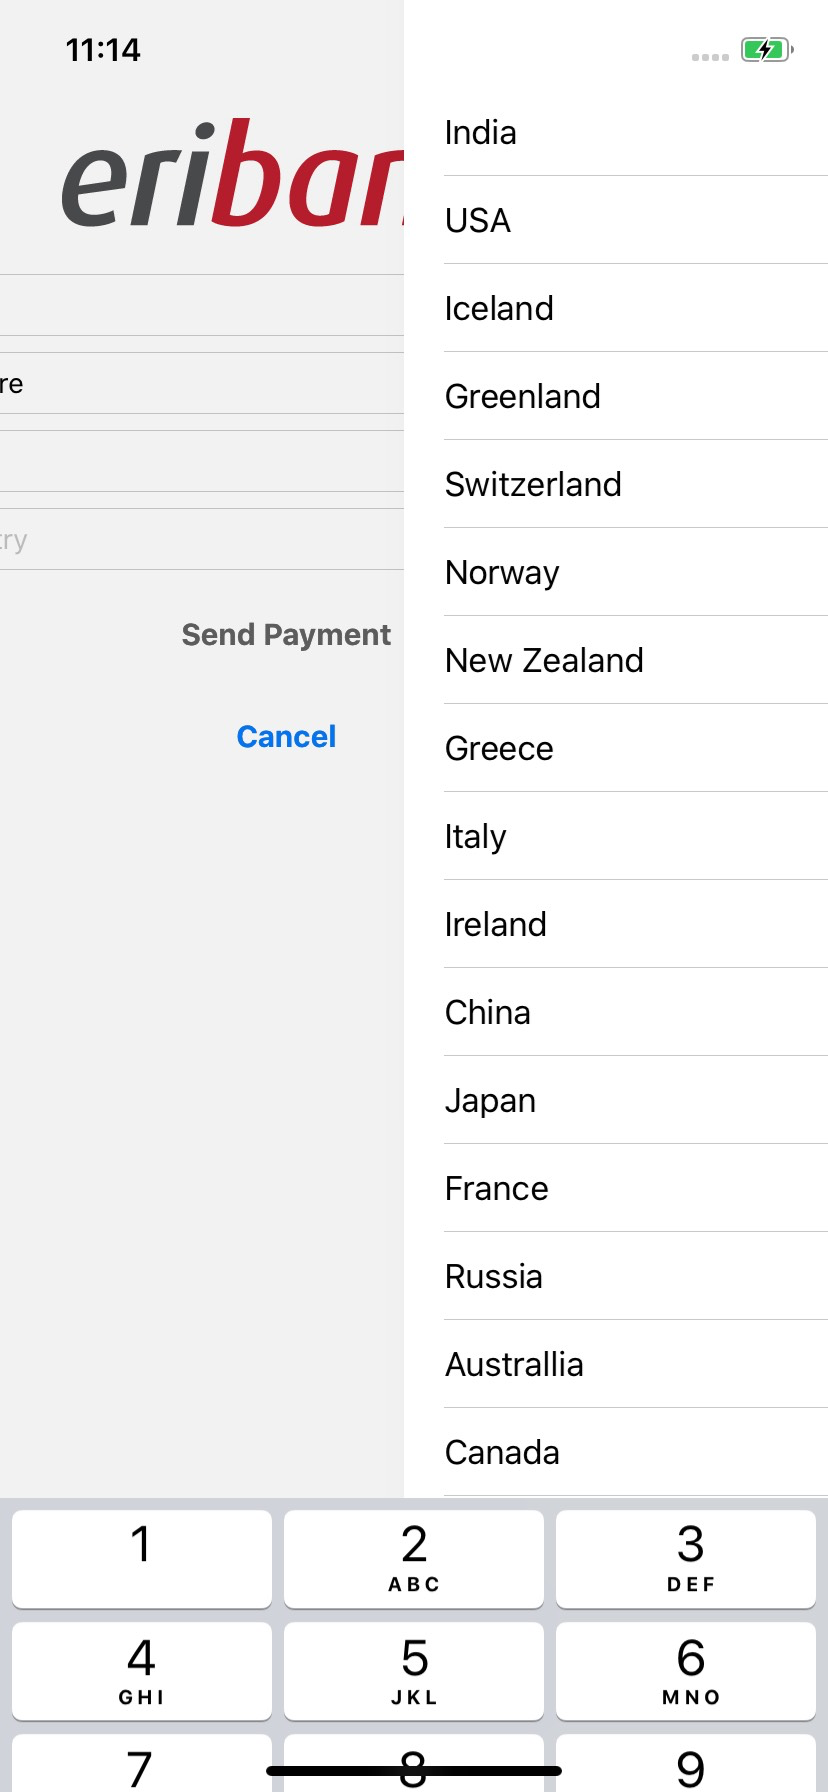 11:14
eriban
re
try
Send Payment
Cancel
India
USA
Iceland
Greenland
Switzerland
Norway
New Zealand
Greece
Italy
Ireland
China
Japan
France
Russia
Australlia
Canada
1
2 ABC
3 DEF
4 GHI
5 JKL
6 MNO
7
8
9